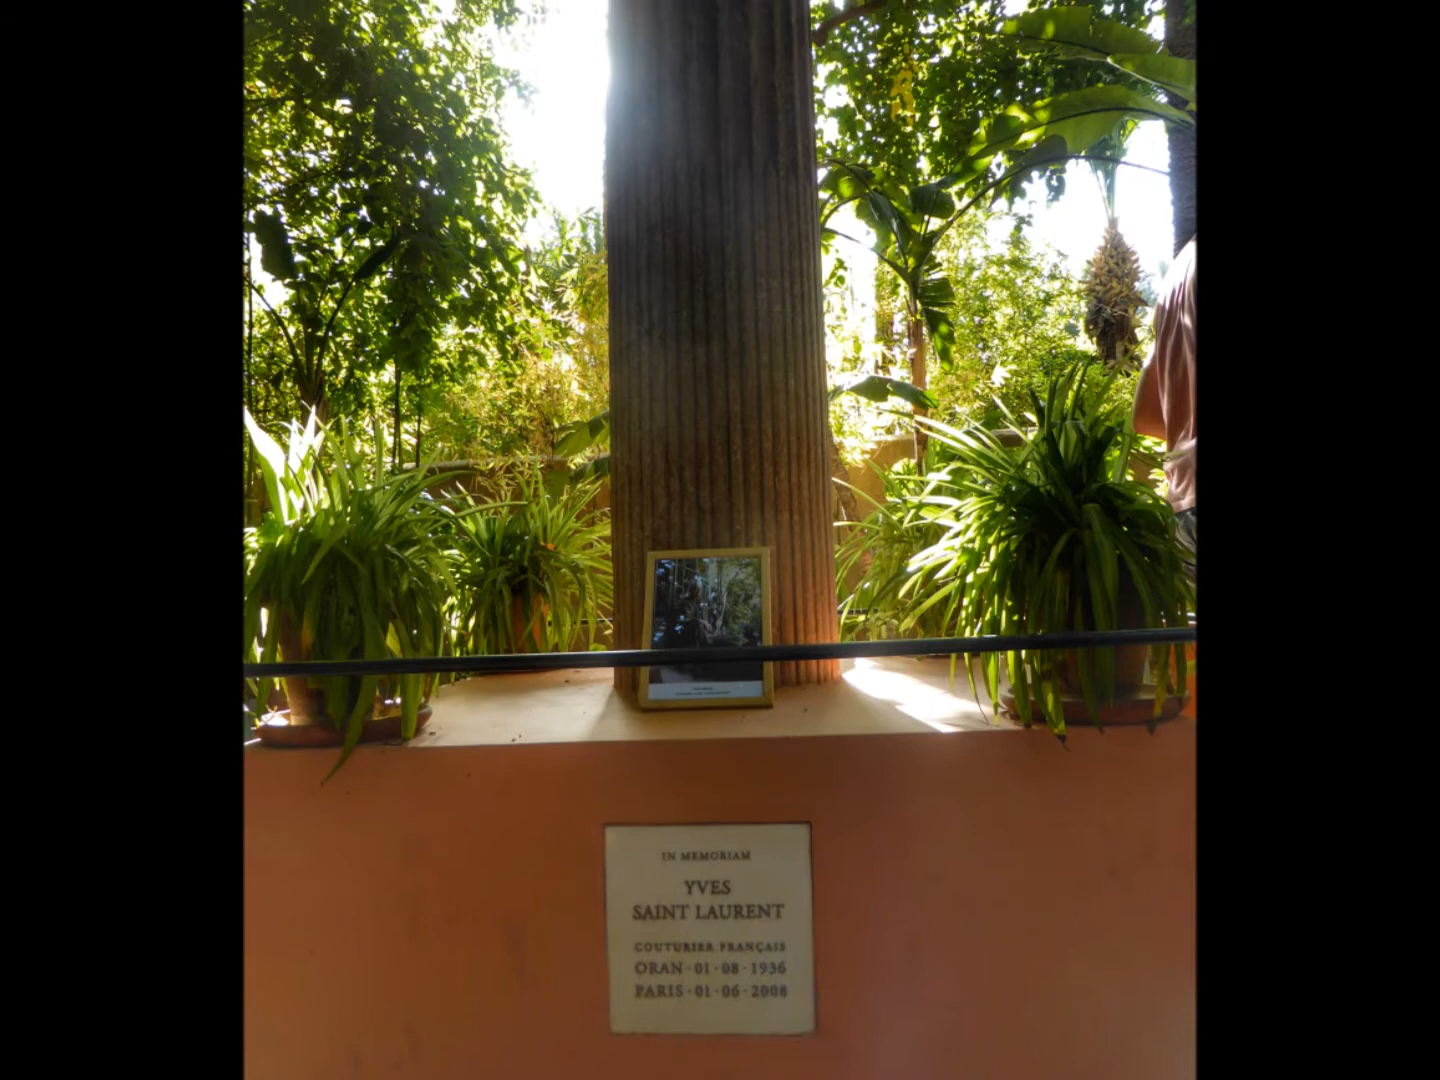 IN MEMORIAM
YVES
SAINT LAURENT
COUTURIER FRANÇAIS
ORAN · 01 · 08 · 1936
PARIS · 01 · 06 · 2008